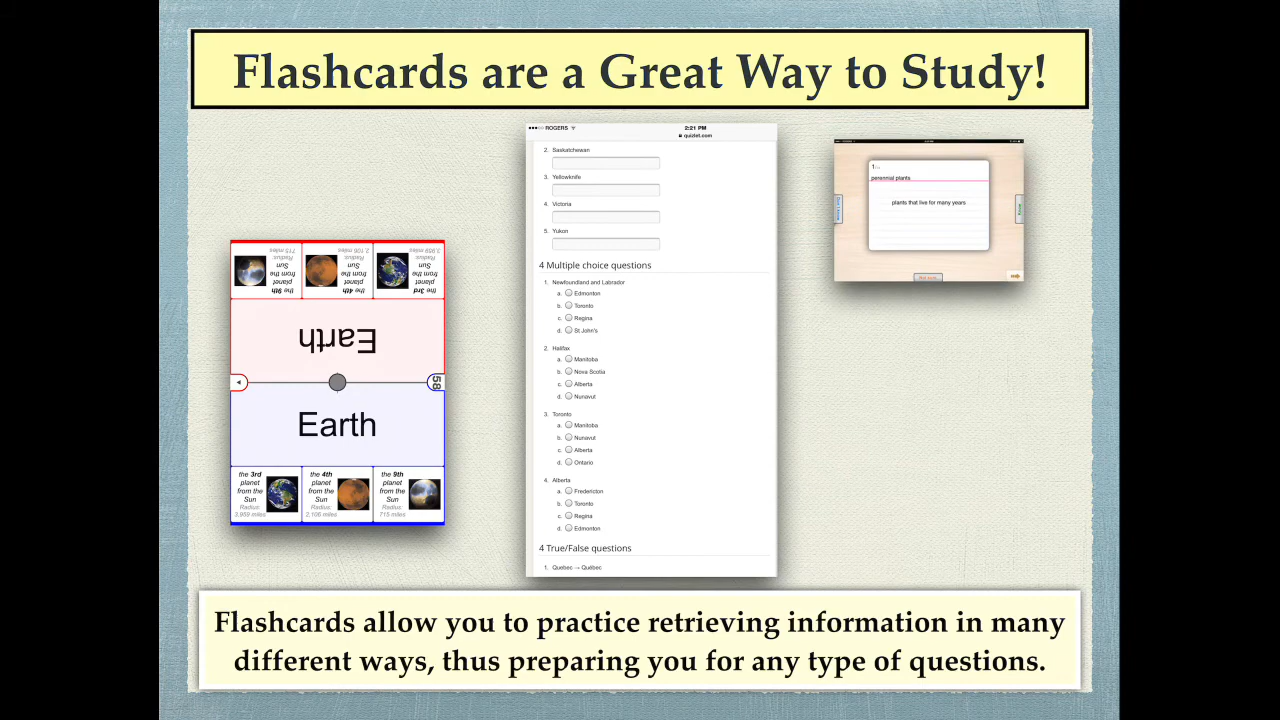 Flashcards are a Great Way to Study!
ROGERS
2:21 PM
quizlet.com
2. Saskatchewan
3. Yellowknife
4. Victoria
5. Yukon
4 Multiple choice questions
1. Newfoundland and Labrador
a. Edmonton
b. Toronto
c. Regina
d. St John's
2. Halifax
a. Manitoba
b. Nova Scotia
c. Alberta
d. Nunavut
3. Toronto
a. Manitoba
b. Nunavut
c. Alberta
d. Ontario
4. Alberta
a. Fredericton
b. Toronto
c. Regina
d. Edmonton
4 True/False questions
1. Quebec → Québec
the 9th
planet
from the
Sun
Radius:
715 miles
the 4th
planet
from the
Sun
Radius:
2,106 miles
the 3rd
planet
from the
Sun
Radius:
3,959 miles
Earth
58
Earth
the 3rd
planet
from the
Sun
Radius:
3,959 miles
the 4th
planet
from the
Sun
Radius:
2,106 miles
the 9th
planet
from the
Sun
Radius:
715 miles
1
perennial plants
plants that live for many years
Flashcards allow you to practice retrieving information in many
different ways, thus preparing you for any type of questions.